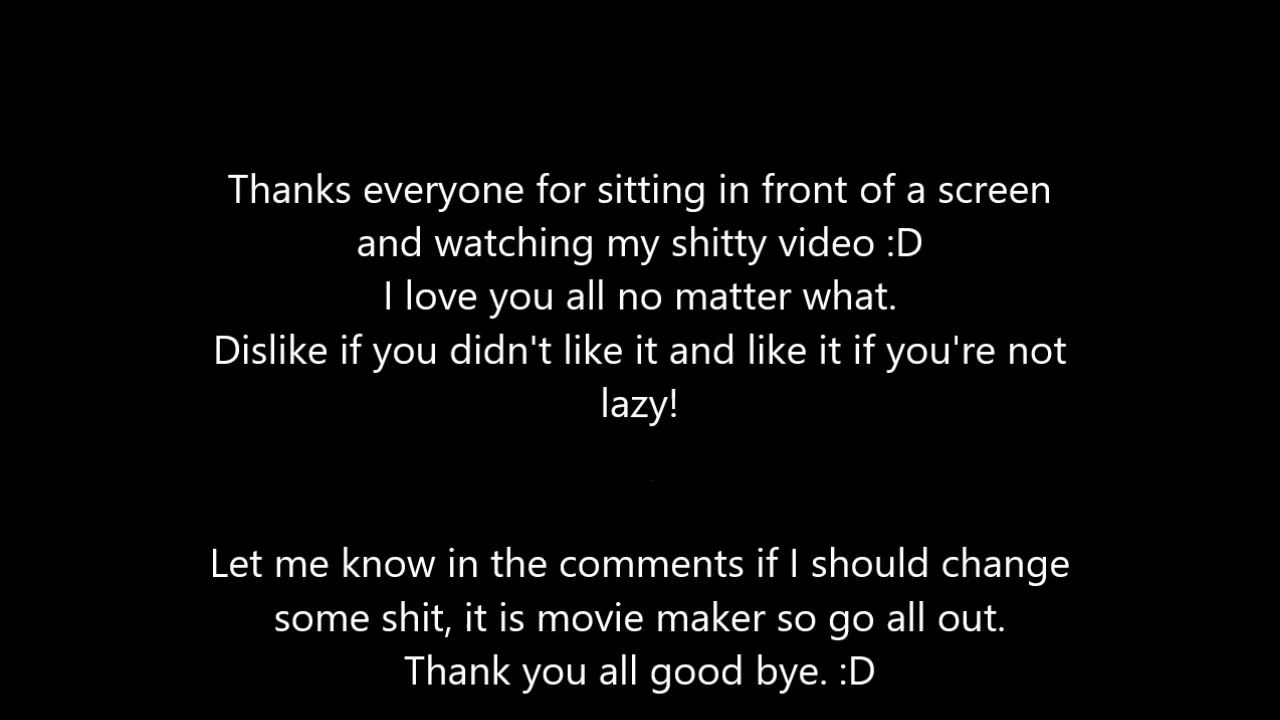 Thanks everyone for sitting in front of a screen
and watching my shitty video :D
I love you all no matter what.
Dislike if you didn't like it and like it if you're not
lazy!
Let me know in the comments if I should change
some shit, it is movie maker so go all out.
Thank you all good bye. :D